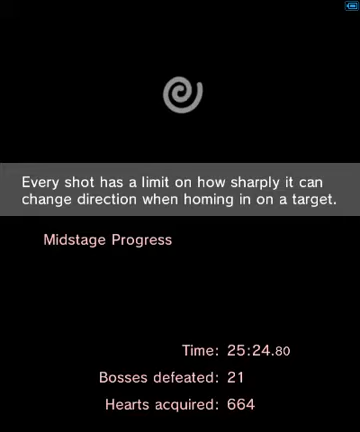 Every shot has a limit on how sharply it can
change direction when homing in on a target.
Midstage Progress
Time: 25:24.80
Bosses defeated: 21
Hearts acquired: 664